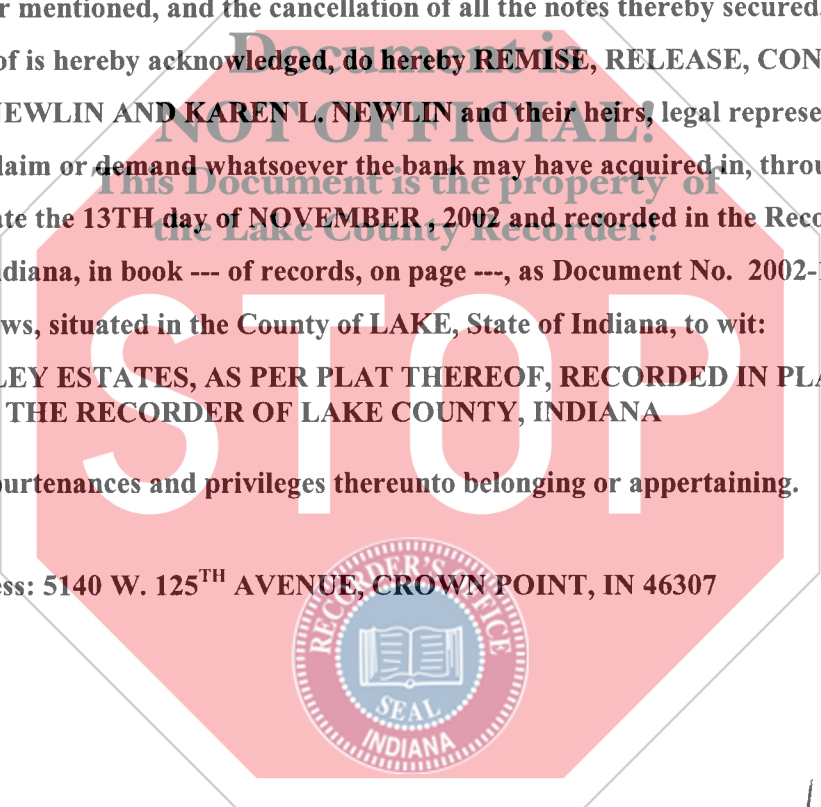 r mentioned, and the cancellation of all the notes thereby secured.
of is hereby acknowledged, do hereby REMISE, RELEASE, CON
NEWLIN AND KAREN L. NEWLIN and their heirs, legal represe
laim or demand whatsoever the bank may have acquired in, throu
ate the 13TH day of NOVEMBER , 2002 and recorded in the Reco
ndiana, in book --- of records, on page ---, as Document No. 2002-1
ws, situated in the County of LAKE, State of Indiana, to wit:
LEY ESTATES, AS PER PLAT THEREOF, RECORDED IN PLA
THE RECORDER OF LAKE COUNTY, INDIANA
purtenances and privileges thereunto belonging or appertaining.
ess: 5140 W. 125TH AVENUE, CROWN POINT, IN 46307
Document is
NOT OFFICIAL!
This Document is the property of
the Lake County Recorder!
STOP
RECORDER'S OFFICE
SEAL
INDIANA